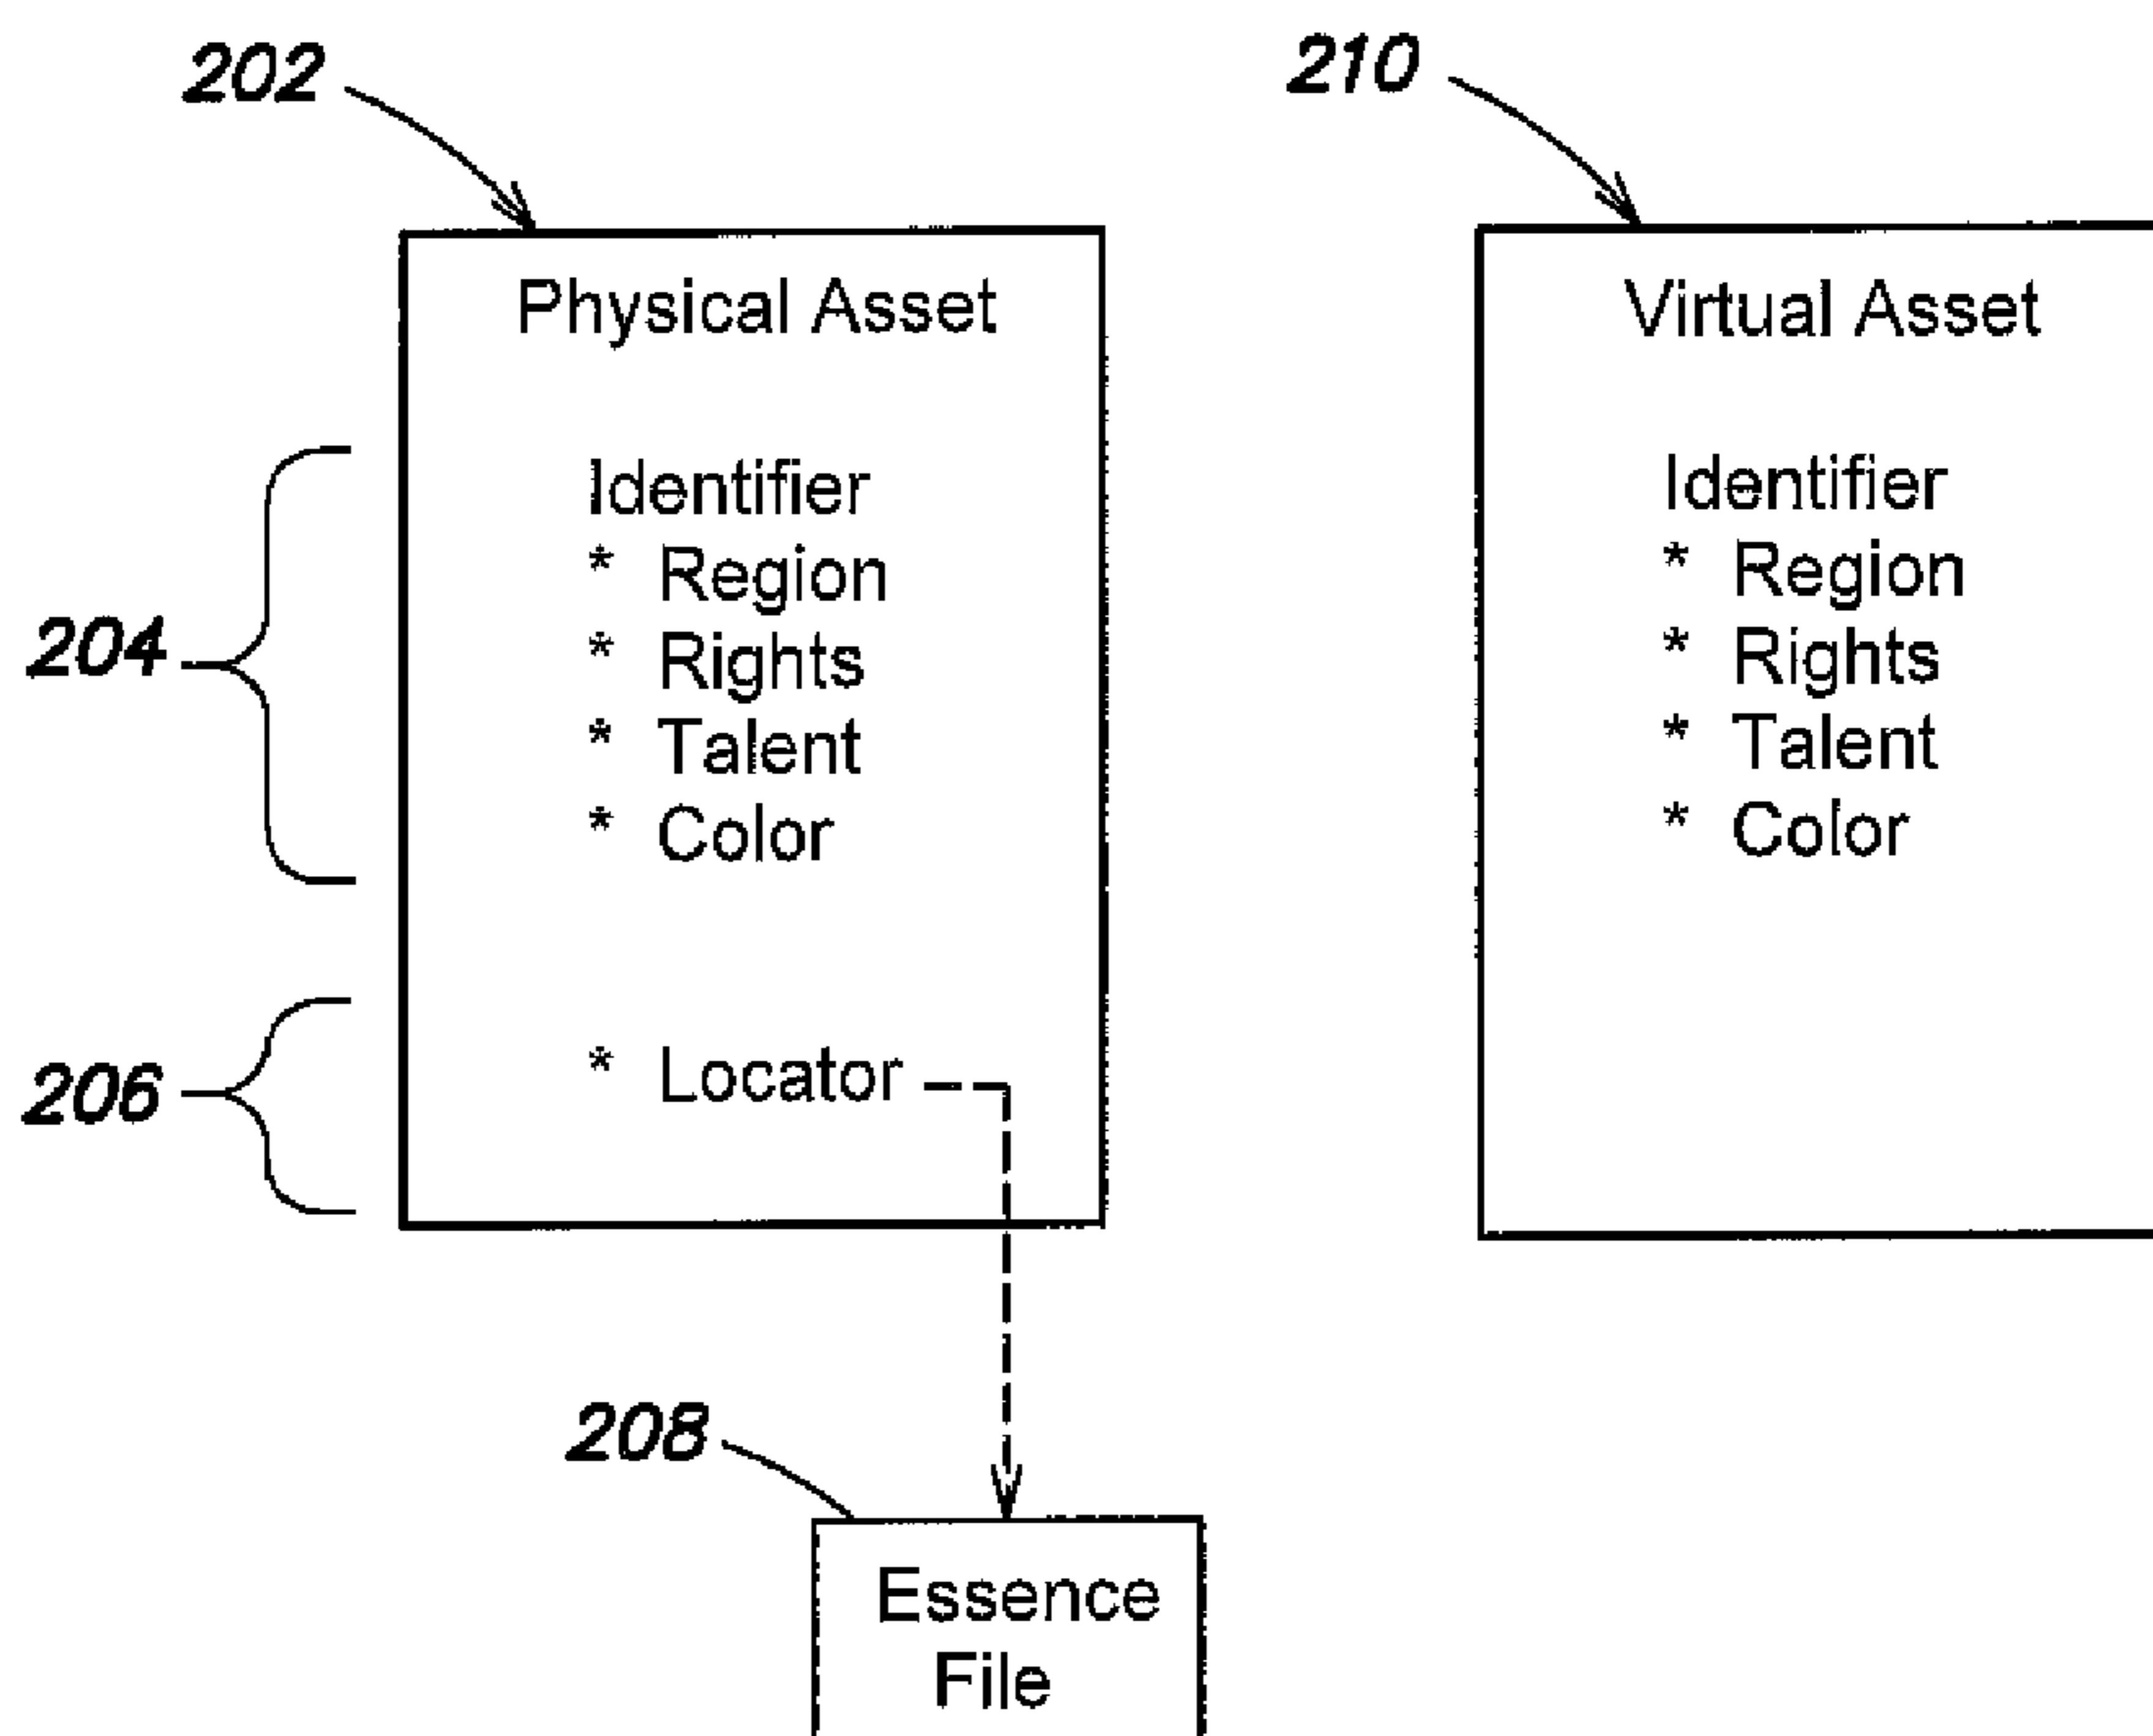 202
210
Physical Asset
Identifier
* Region
* Rights
* Talent
* Color
* Locator
204
206
Virtual Asset
Identifier
* Region
* Rights
* Talent
* Color
208
Essence
File